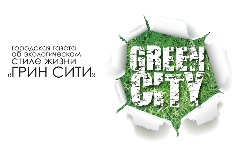 городская газета
об экологическом
стиле жизни
«ГРИН СИТИ»
GREEN
CITY